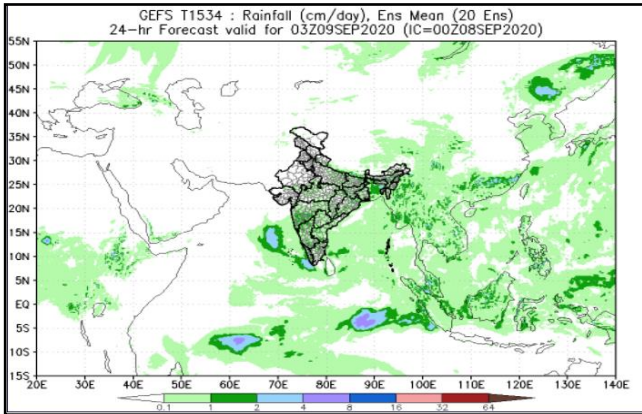 GEFS T1534 : Rainfall (cm/day), Ens Mean (20 Ens)
24-hr Forecast valid for 03Z09SEP2020 (IC=00Z08SEP2020)
55N
50N
45N
40N
35N
30N
25N
20N
15N
10N
5N
EQ
5S
10S
15S
20E 30E 40E 50E 60E 70E 80E 90E 100E 110E 120E 130E 140E
0.1 1 2 4 8 16 32 64